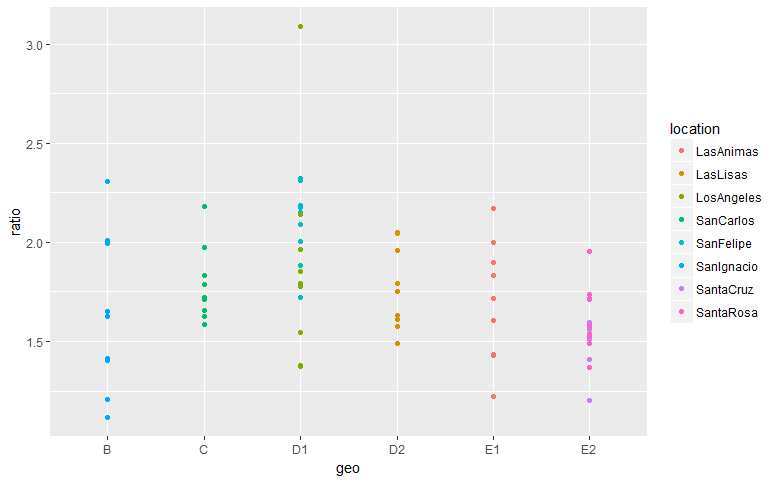 3.0
2.5
2.0
1.5
ratio
B C D1 D2 E1 E2
geo
location
LasAnimas
LasLisas
LosAngeles
SanCarlos
SanFelipe
SanIgnacio
SantaCruz
SantaRosa